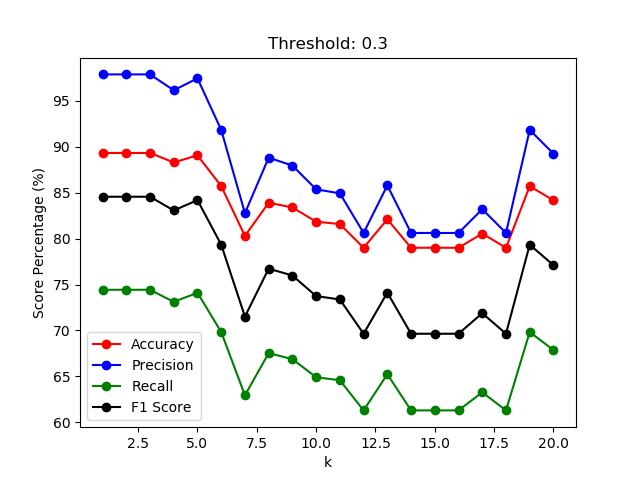 Threshold: 0.3
Score Percentage (%)
95
90
85
80
75
70
65
60
Accuracy
Precision
Recall
F1 Score
2.5 5.0 7.5 10.0 12.5 15.0 17.5 20.0
k